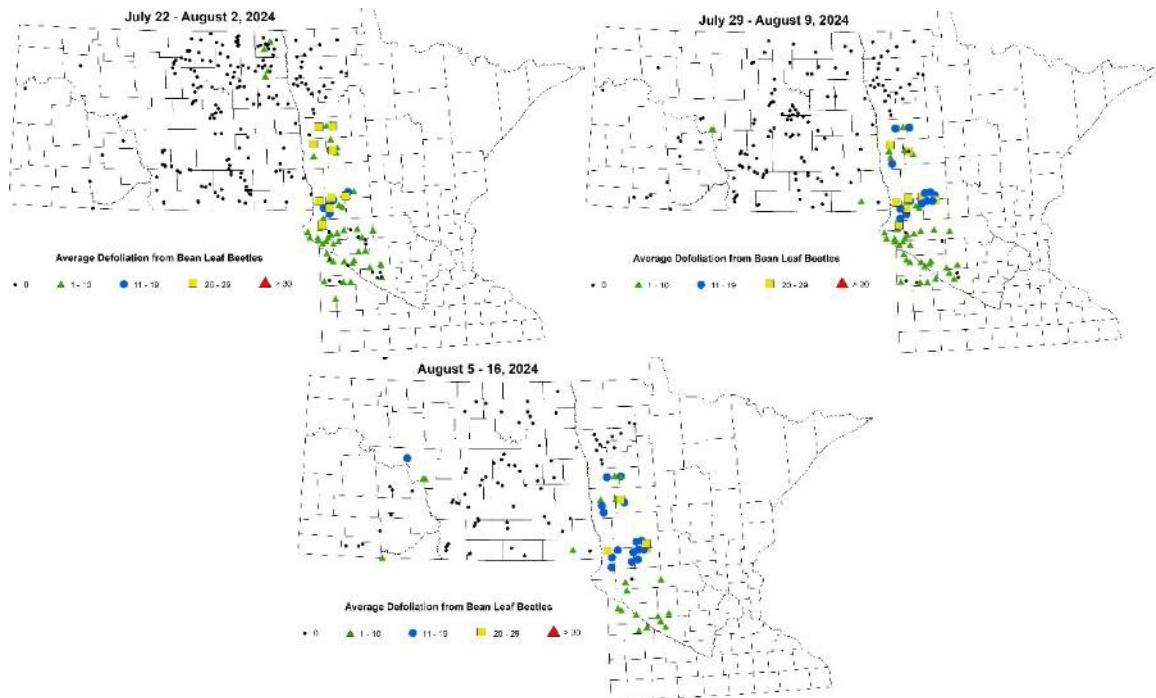 July 22 - August 2, 2024
Average Defoliation from Bean Leaf Beetles
0 1 - 10 11 - 19 20 - 29 > 30
July 29 - August 9, 2024
Average Defoliation from Bean Leaf Beetles
0 1 - 10 11 - 19 20 - 29 > 30
August 5 - 16, 2024
Average Defoliation from Bean Leaf Beetles
0 1 - 10 11 - 19 20 - 29 > 30